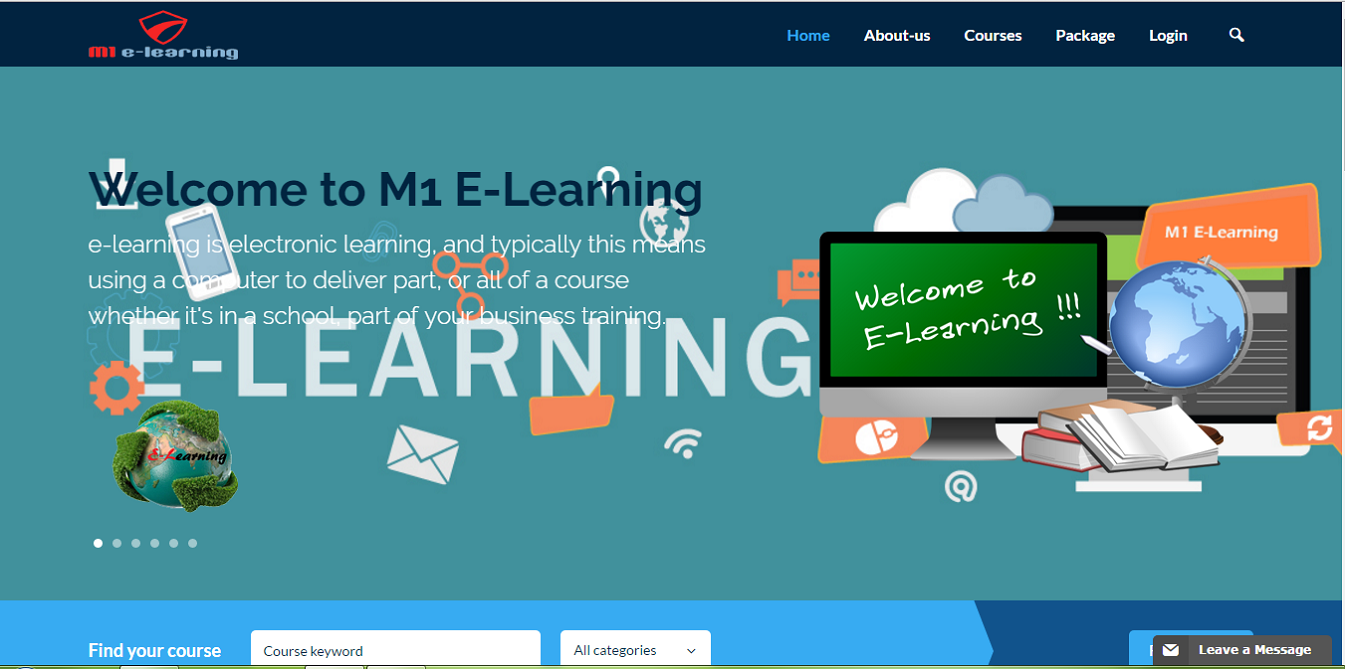 M1 e-learning
Home
About-us
Courses
Package
Login
Welcome to M1 E-Learning
e-learning is electronic learning, and typically this means
using a computer to deliver part, or all of a course
whether it's in a school, part of your business training.
E-LEARNING
E-Learning
M1 E-Learning
Welcome to
E-Learning !!!
Find your course
Course keyword
All categories
Leave a Message